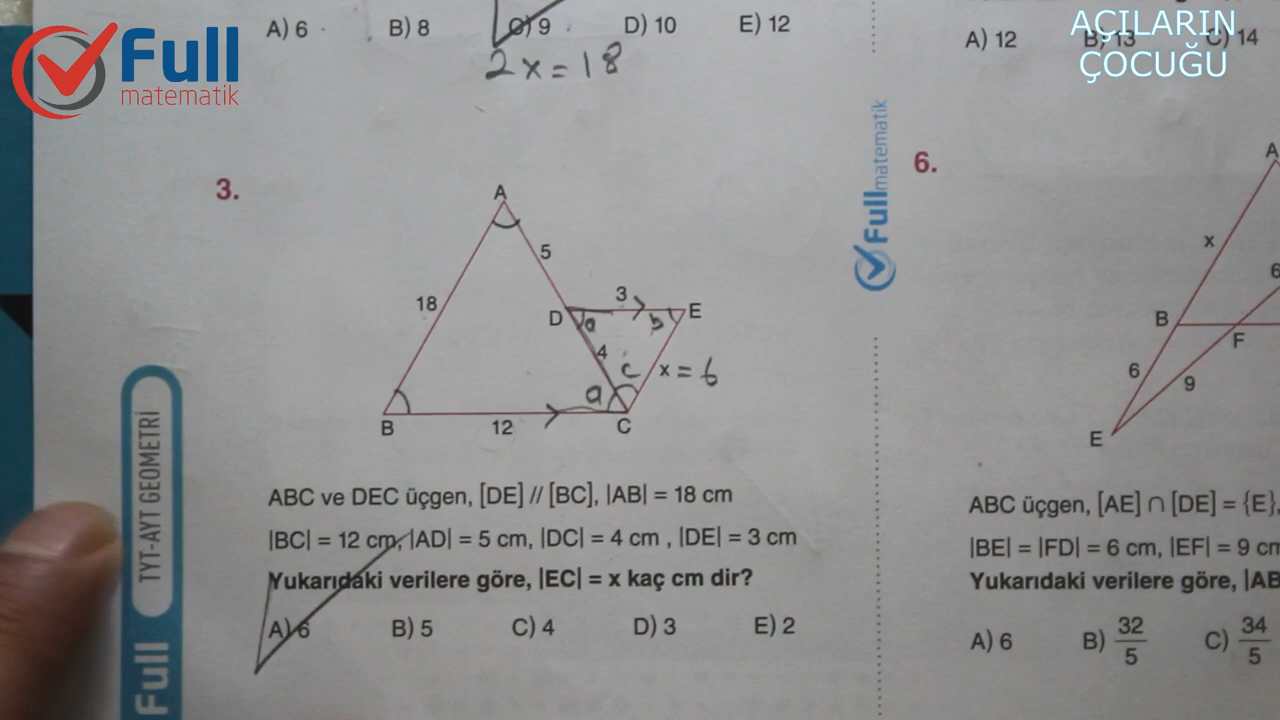 Full
matematik
AÇILARIN
ÇOCUĞU
A) 6 B) 8 C) 9 D) 10 E) 12
2x = 18
A) 12 B) 13 C) 14
3.
A
18
5
D
3
E
a
b
4
c
x = 6
a
B
12
C
ABC ve DEC üçgen, [DE] // [BC], |AB| = 18 cm
|BC| = 12 cm, |AD| = 5 cm, |DC| = 4 cm , |DE| = 3 cm
Yukarıdaki verilere göre, |EC| = x kaç cm dir?
A) 6 B) 5 C) 4 D) 3 E) 2
Full matematik
6.
A
x
6
B
F
6
9
E
ABC üçgen, [AE] ∩ [DE] = {E},
|BE| = |FD| = 6 cm, |EF| = 9 cm
Yukarıdaki verilere göre, |AB
A) 6 B) 32/5 C) 34/5
Full TYT-AYT GEOMETRİ